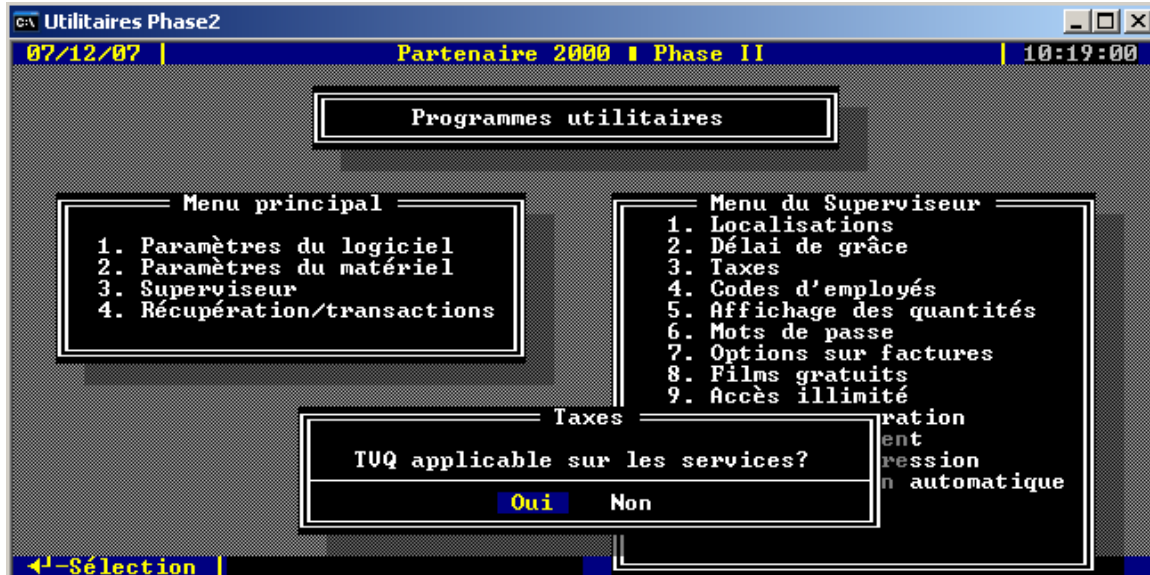 Utilitaires Phase2
07/12/07 Partenaire 2000 Phase II 10:19:00
Programmes utilitaires
Menu principal
1. Paramètres du logiciel
2. Paramètres du matériel
3. Superviseur
4. Récupération/transactions
Menu du Superviseur
1. Localisations
2. Délai de grâce
3. Taxes
4. Codes d'employés
5. Affichage des quantités
6. Mots de passe
7. Options sur factures
8. Films gratuits
9. Accès illimité
ration
ent
ression
n automatique
Taxes
TVQ applicable sur les services?
Oui Non
◄┘-Sélection